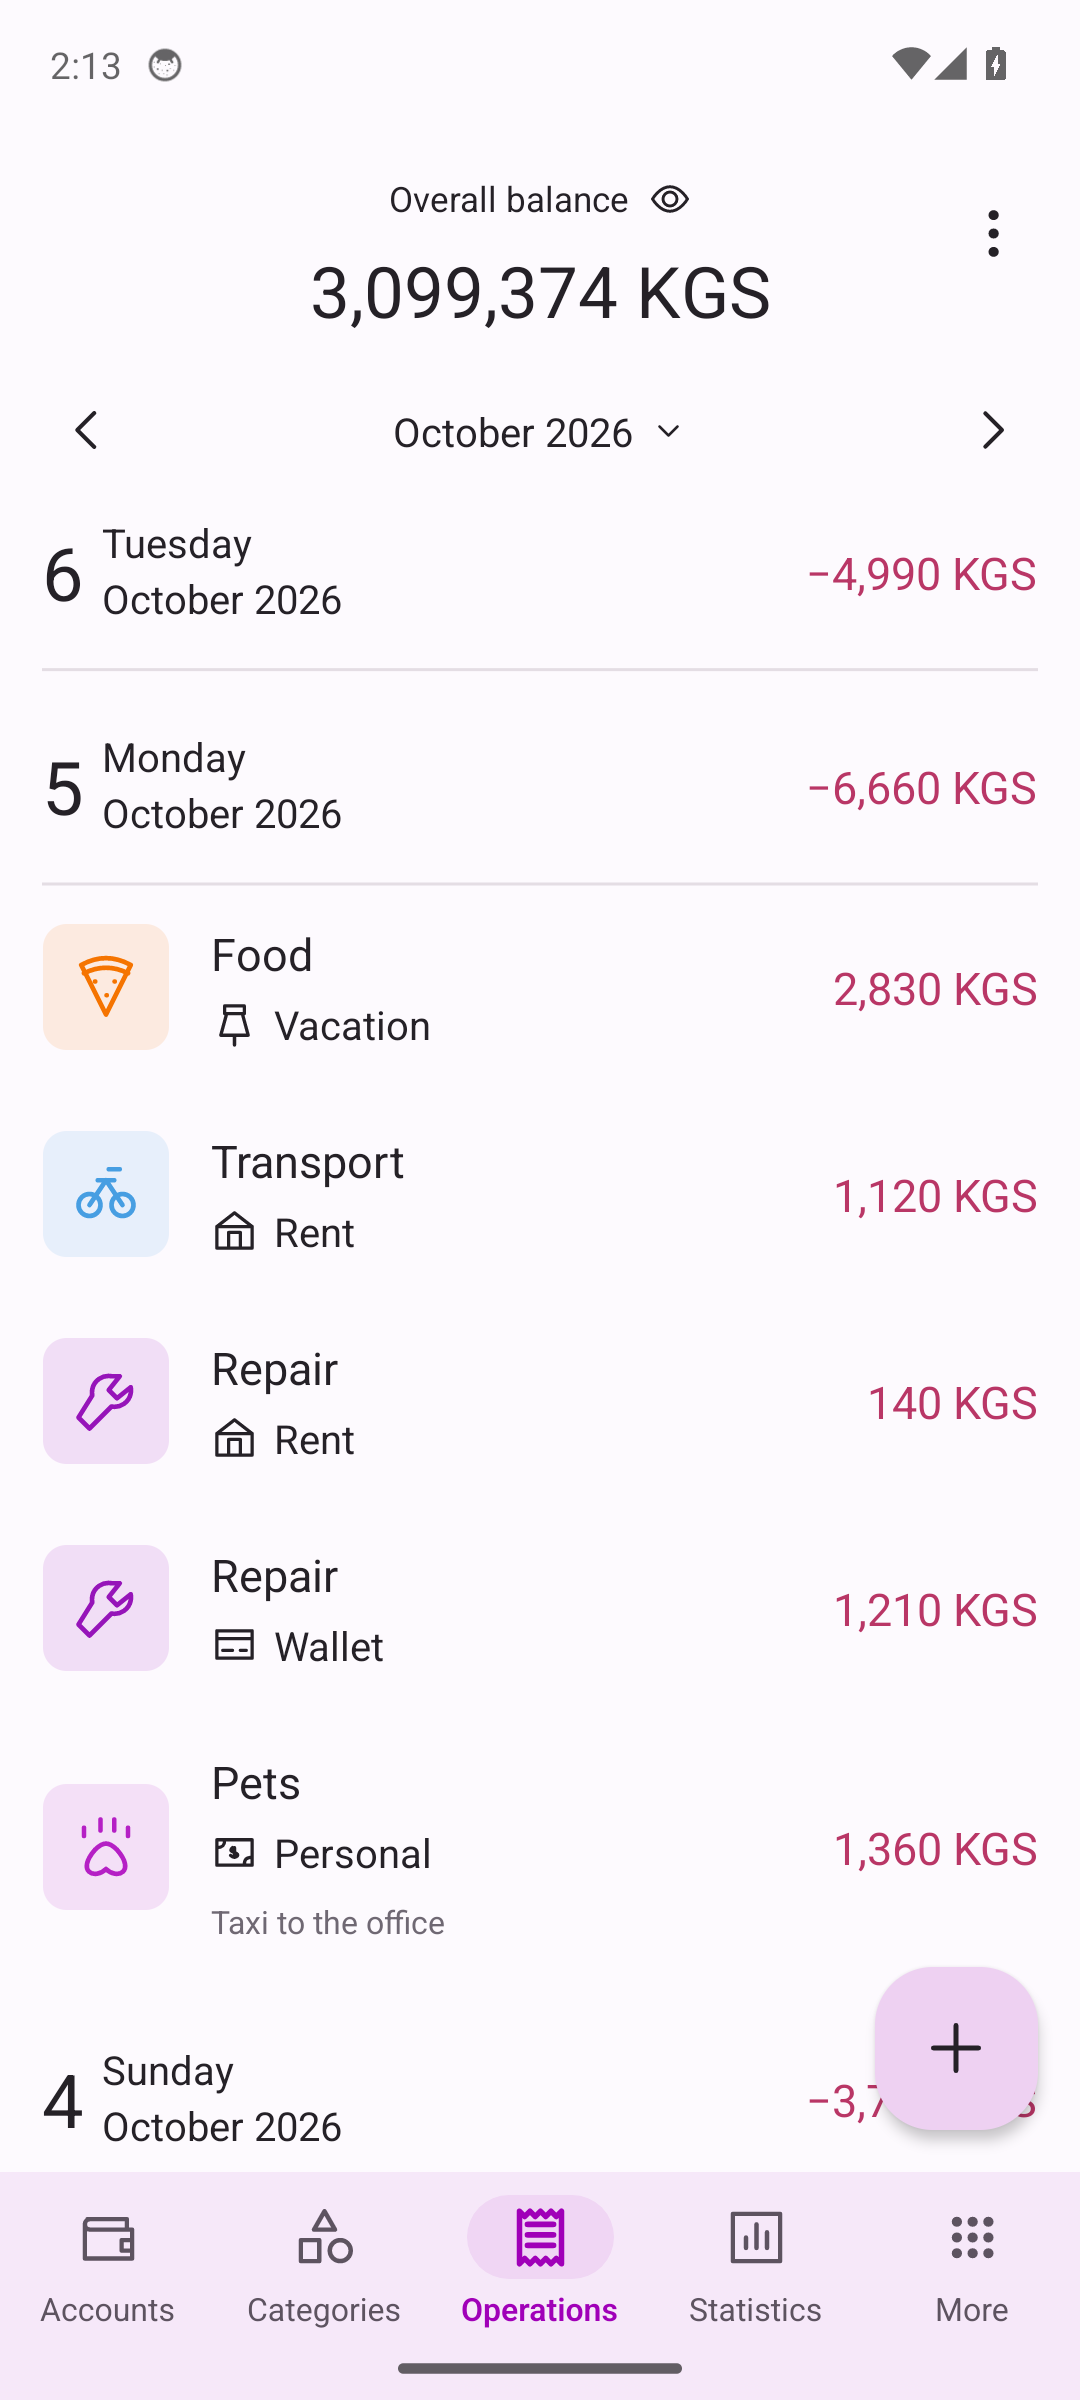 2:13
Overall balance
3,099,374 KGS
October 2026
6
Tuesday
October 2026
−4,990 KGS
5
Monday
October 2026
−6,660 KGS
Food
Vacation
2,830 KGS
Transport
Rent
1,120 KGS
Repair
Rent
140 KGS
Repair
Wallet
1,210 KGS
Pets
Personal
Taxi to the office
1,360 KGS
4
Sunday
October 2026
Accounts
Categories
Operations
Statistics
More